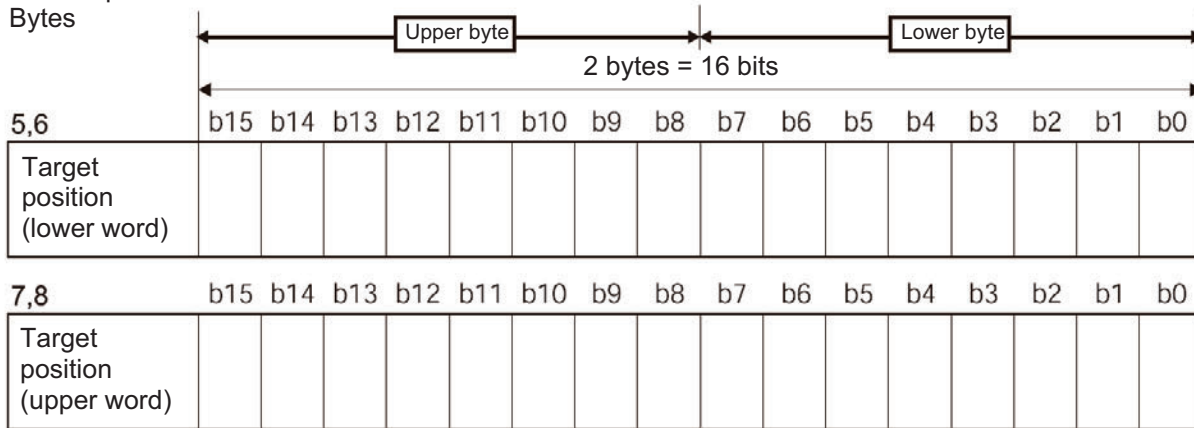 Bytes
Upper byte Lower byte
2 bytes = 16 bits
5,6 b15 b14 b13 b12 b11 b10 b9 b8 b7 b6 b5 b4 b3 b2 b1 b0
Target
position
(lower word)
7,8 b15 b14 b13 b12 b11 b10 b9 b8 b7 b6 b5 b4 b3 b2 b1 b0
Target
position
(upper word)